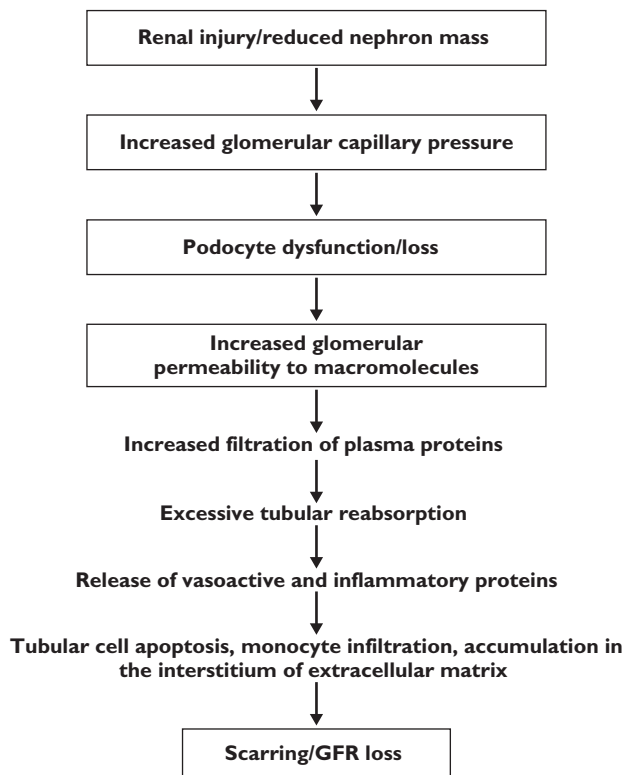 Renal injury/reduced nephron mass
Increased glomerular capillary pressure
Podocyte dysfunction/loss
Increased glomerular
permeability to macromolecules
Increased filtration of plasma proteins
Excessive tubular reabsorption
Release of vasoactive and inflammatory proteins
Tubular cell apoptosis, monocyte infiltration, accumulation in
the interstitium of extracellular matrix
Scarring/GFR loss